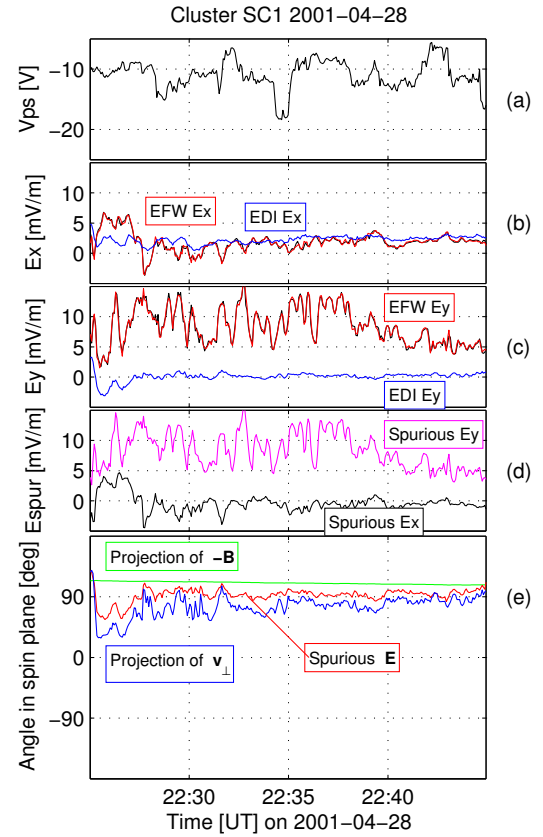 Cluster SC1 2001−04−28
Vps [V]
−10
−20
(a)
Ex [mV/m]
10
5
0
EFW Ex
EDI Ex
(b)
Ey [mV/m]
10
5
0
EFW Ey
EDI Ey
(c)
Espur [mV/m]
10
5
0
Spurious Ey
Spurious Ex
(d)
Angle in spin plane [deg]
90
0
−90
Projection of −B
Projection of v⊥
Spurious E
(e)
22:30 22:35 22:40
Time [UT] on 2001−04−28